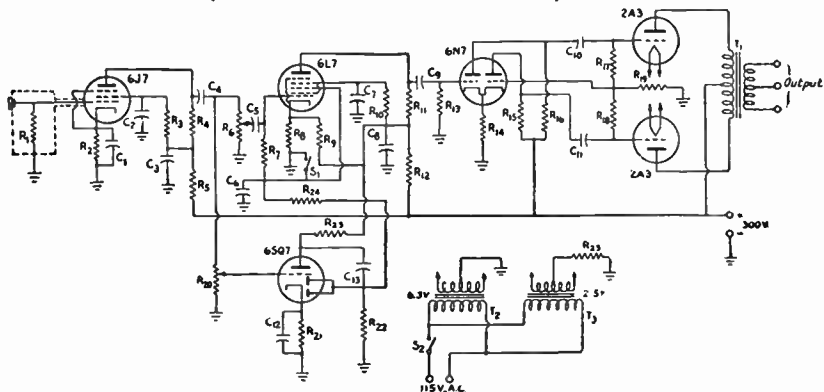 6J7
6L7
6N7
2A3
2A3
6SQ7
R1
R2
C1
C2
R3
C3
R4
R5
C4
R6
C5
R7
C6
R8
S1
R9
R24
C7
R10
C8
R11
R12
C9
R13
R14
R15
R16
C10
C11
R17
R18
R19
T1
Output
+
-
300V
R20
R23
C13
C12
R21
R22
6.3V
T2
2.5V
T3
R25
S2
115V. A.C.